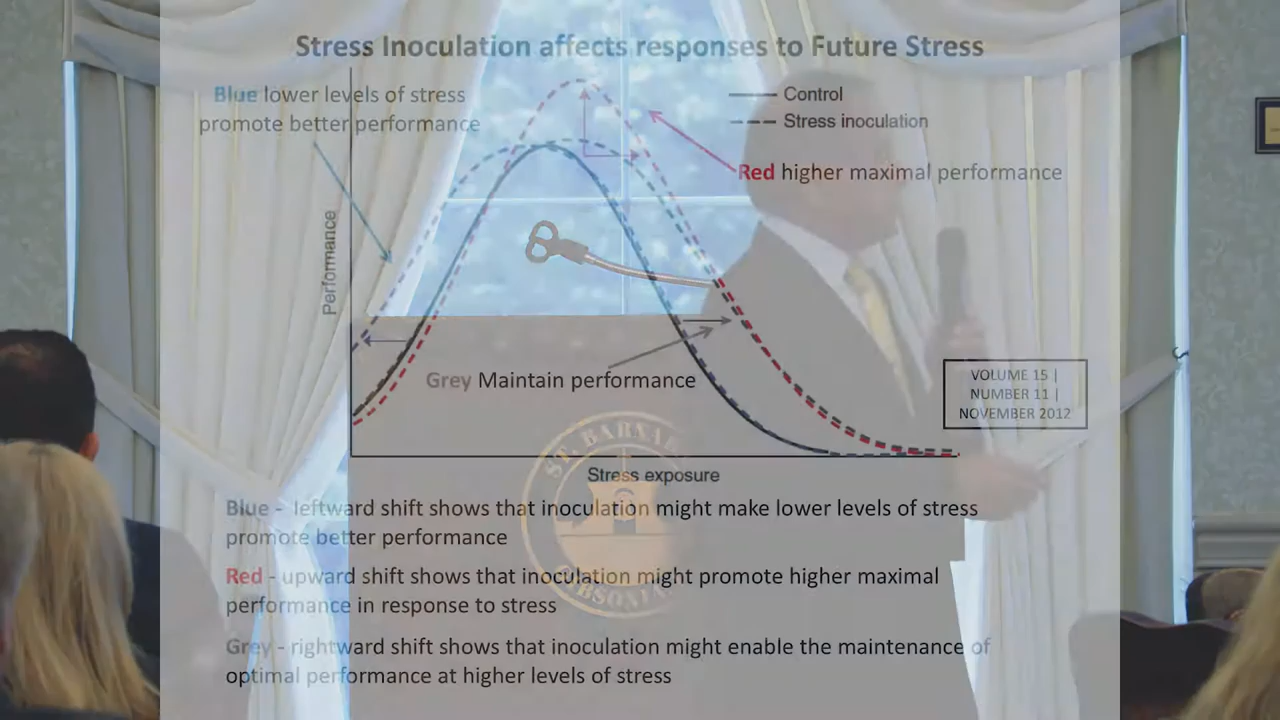 Stress Inoculation affects responses to Future Stress
Blue lower levels of stress
promote better performance
Control
Stress inoculation
Red higher maximal performance
Performance
Grey Maintain performance
VOLUME 15 |
NUMBER 11 |
NOVEMBER 2012
Stress exposure
ST. BARNA
GIBSONIA
Blue - leftward shift shows that inoculation might make lower levels of stress
promote better performance
Red - upward shift shows that inoculation might promote higher maximal
performance in response to stress
Grey - rightward shift shows that inoculation might enable the maintenance of
optimal performance at higher levels of stress